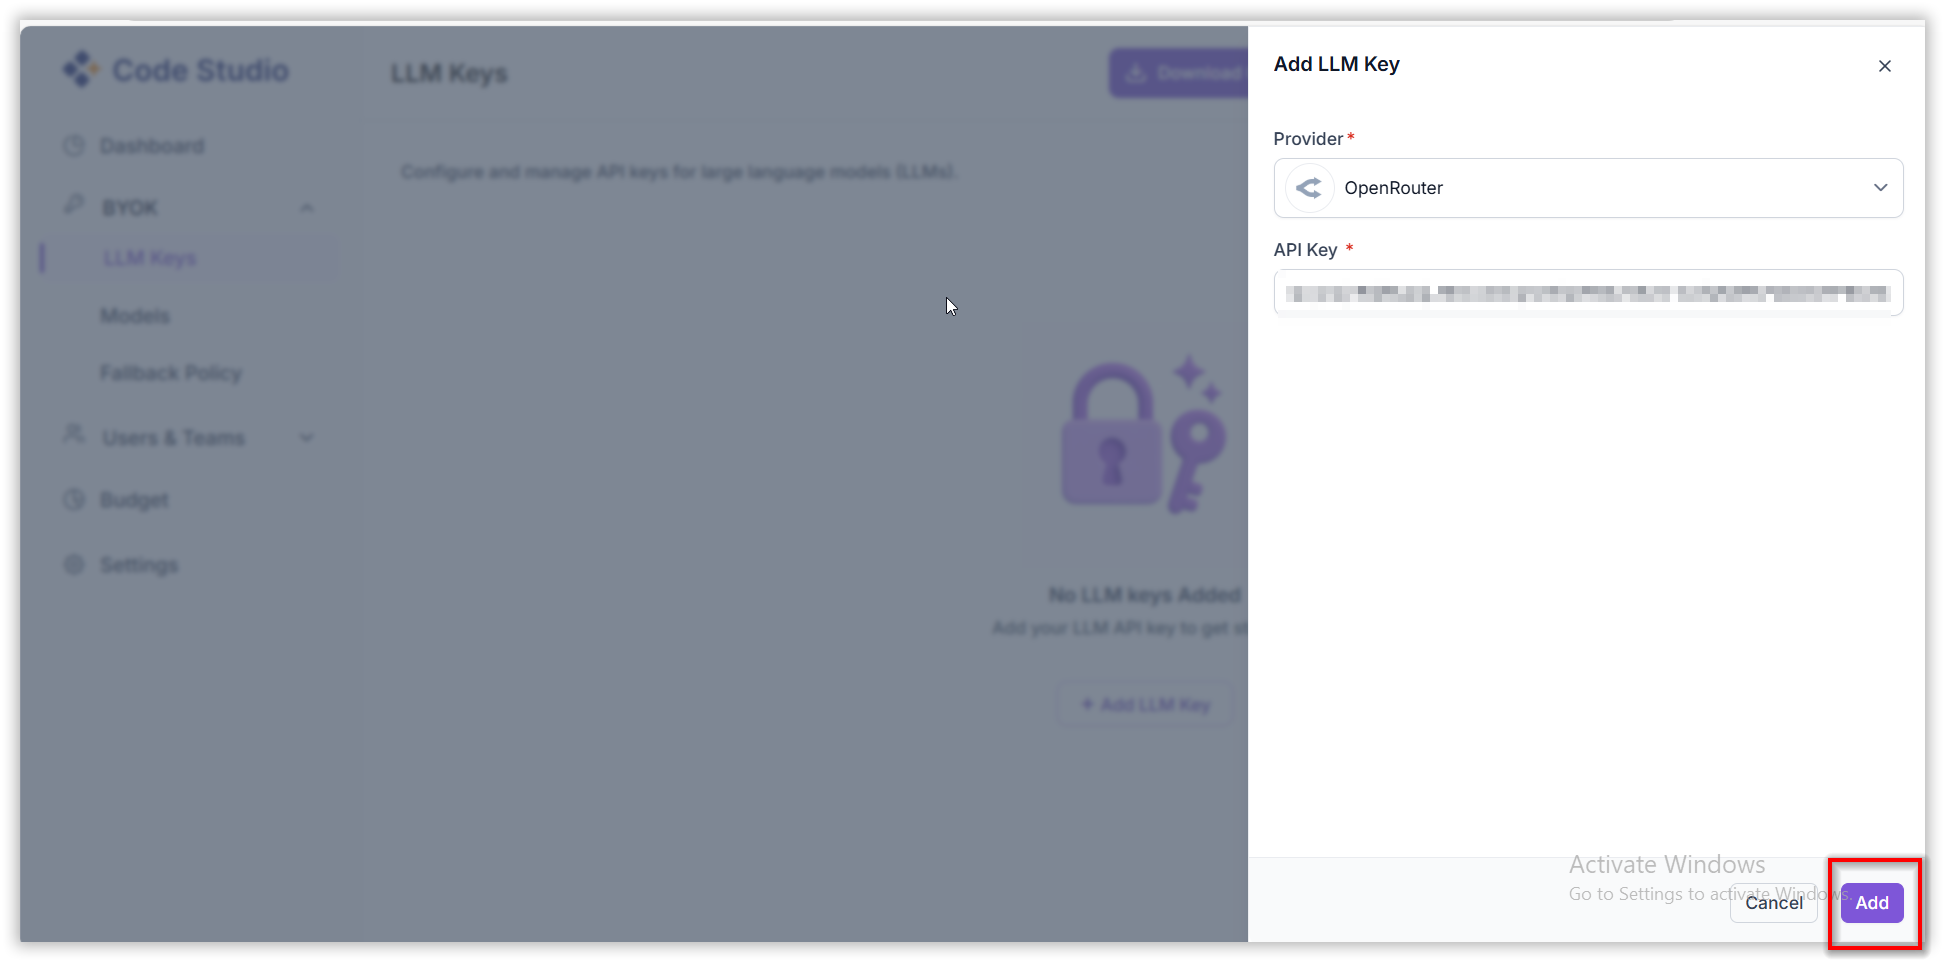 Code Studio
Dashboard
BYOK
LLM Keys
Models
Fallback Policy
Users & Teams
Budget
Settings
LLM Keys
Download
Configure and manage API keys for large language models (LLMs).
No LLM keys Added
Add your LLM API key to get
+ Add LLM Key
Add LLM Key
Provider *
OpenRouter
API Key *
Activate Windows
Go to Settings to activate Windows.
Cancel
Add